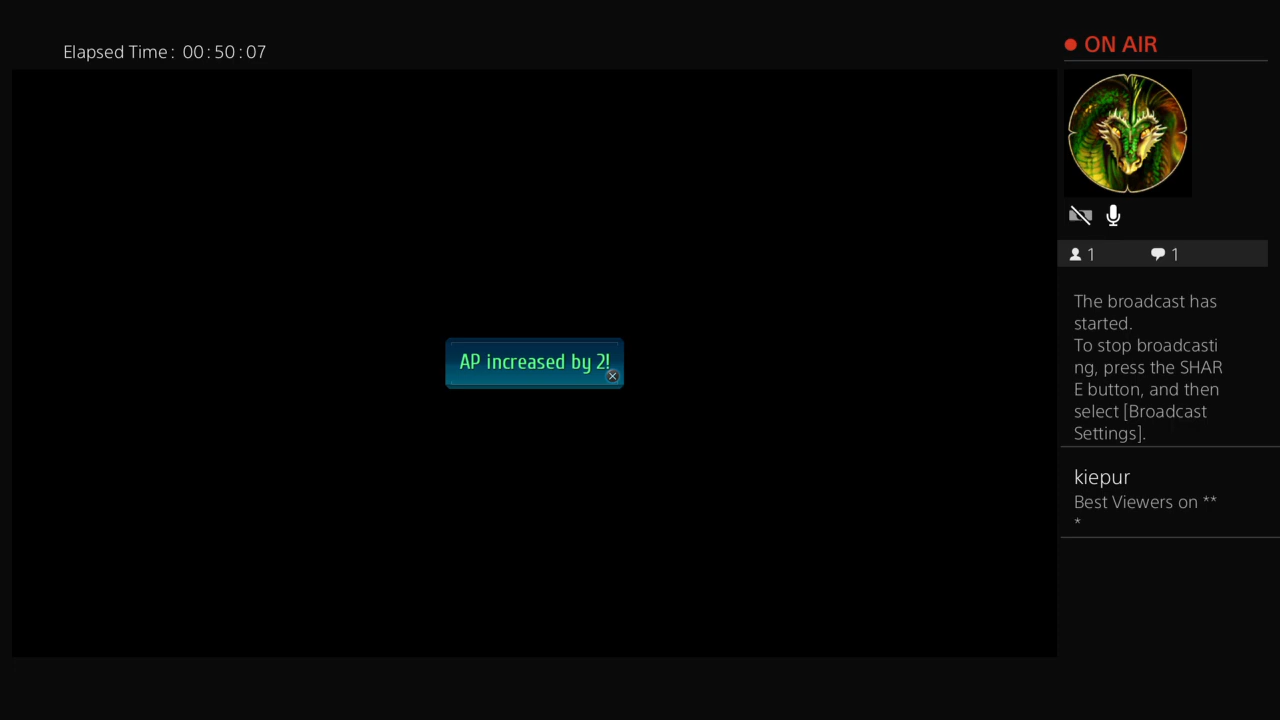 Elapsed Time: 00:50:07
ON AIR
1 1
AP increased by 2!
The broadcast has
started.
To stop broadcasti
ng, press the SHAR
E button, and then
select [Broadcast
Settings].
kiepur
Best Viewers on **
*